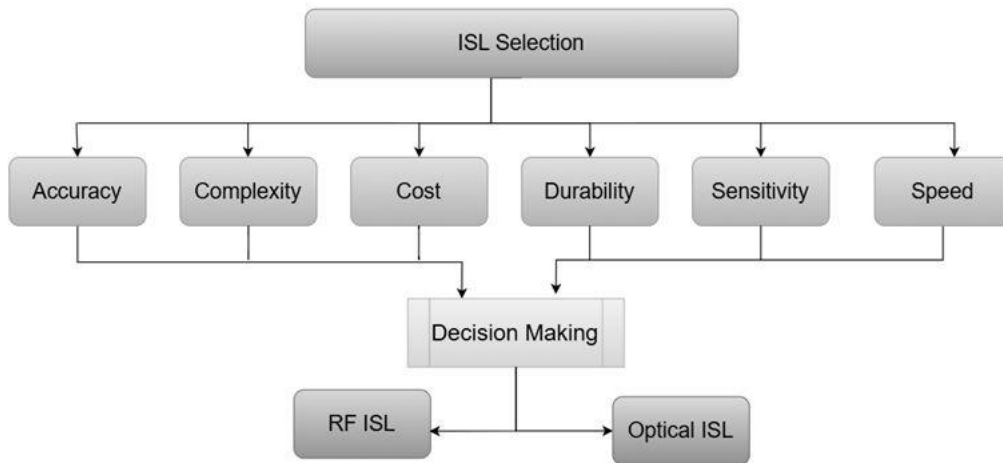 ISL Selection
Accuracy
Complexity
Cost
Durability
Sensitivity
Speed
Decision Making
RF ISL
Optical ISL